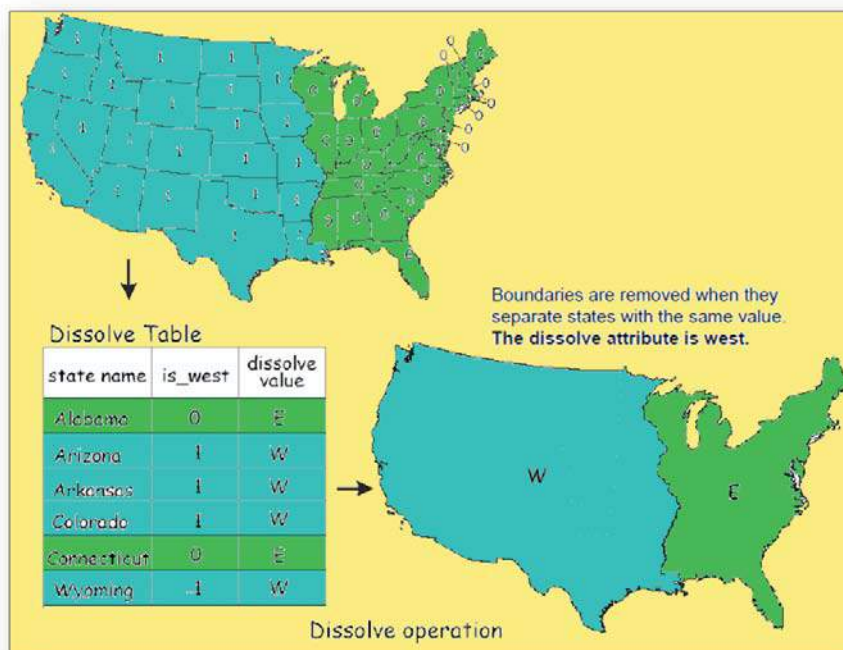 Boundaries are removed when they
separate states with the same value.
The dissolve attribute is west.
Dissolve Table
state name is_west dissolve value
Alabama 0 E
Arizona 1 W
Arkansas 1 W
Colorado 1 W
Connecticut 0 E
Wyoming 1 W
W
E
Dissolve operation